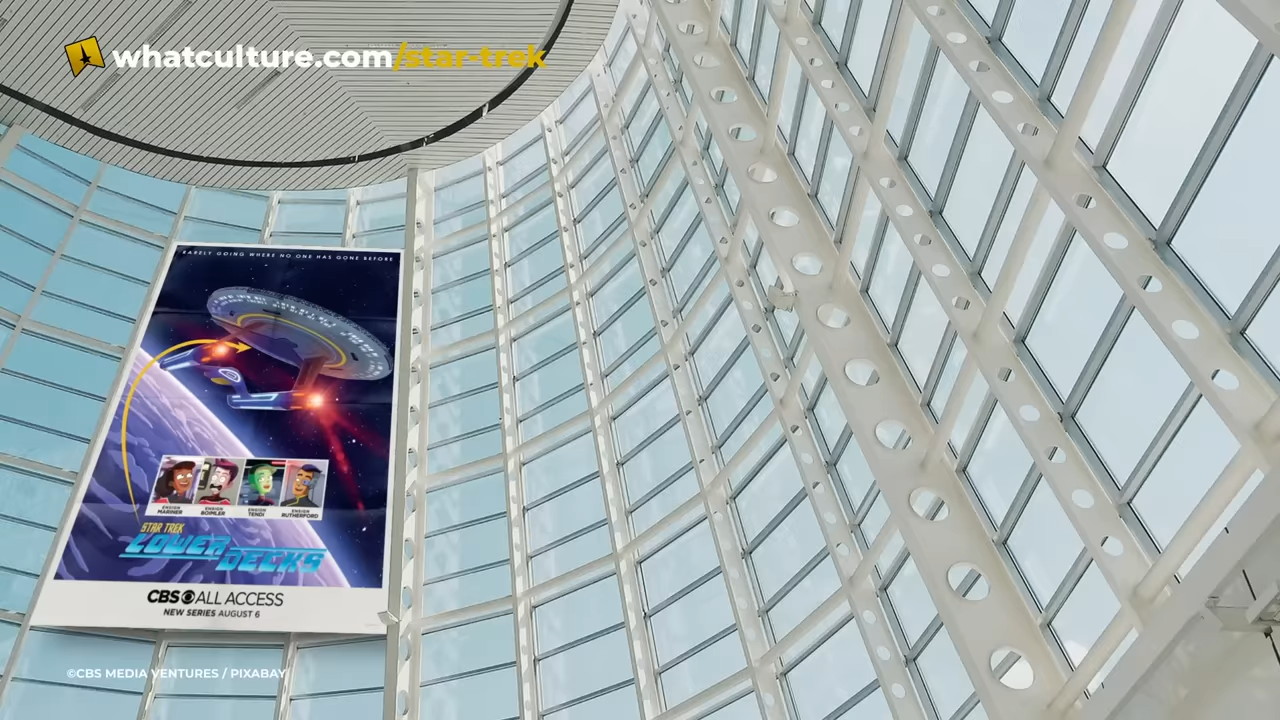 whatculture.com/star-trek
RARELY GOING WHERE NO ONE HAS GONE BEFORE
ENSIGN MARINER
ENSIGN BOIMLER
ENSIGN TENDI
ENSIGN RUTHERFORD
STAR TREK
LOWER DECKS
CBS ALL ACCESS
NEW SERIES AUGUST 6
©CBS MEDIA VENTURES / PIXABAY